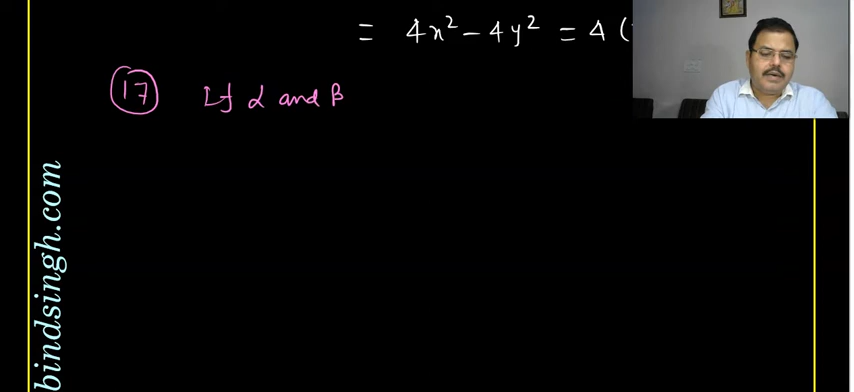 = 4x² - 4y² = 4 (
17 If α and β
bindsingh.com